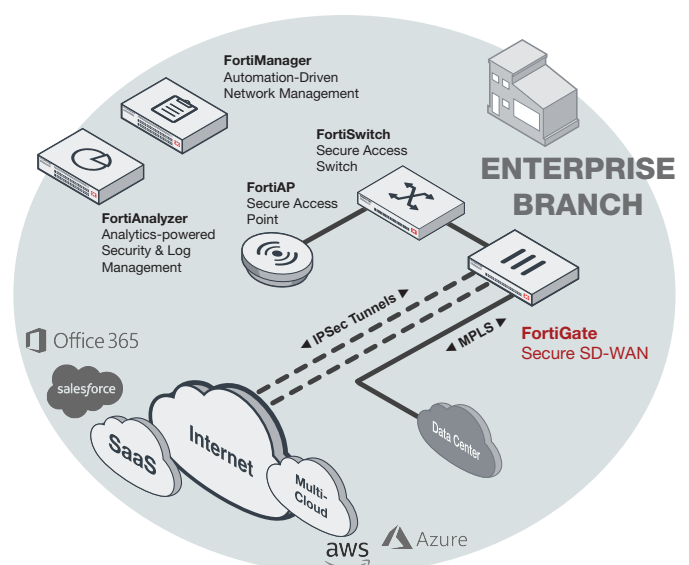 FortiManager
Automation-Driven
Network Management
FortiSwitch
Secure Access
Switch
ENTERPRISE
BRANCH
FortiAP
Secure Access
Point
FortiAnalyzer
Analytics-powered
Security & Log
Management
◄ IPSec Tunnels ►
◄ MPLS ►
FortiGate
Secure SD-WAN
Office 365
salesforce
SaaS
Internet
Multi-
Cloud
Data Center
aws
Azure